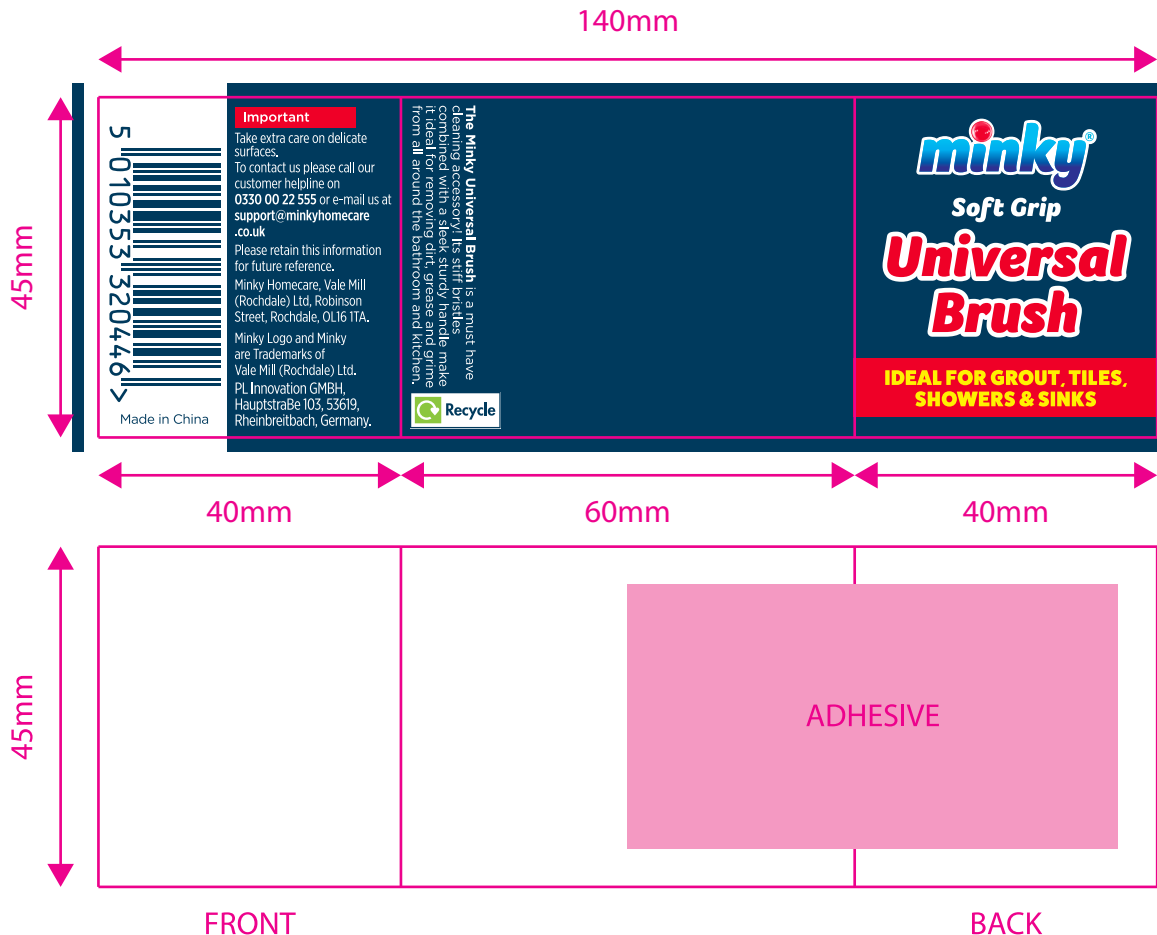 140mm
45mm
5 010353 320446 >
Made in China
Important
Take extra care on delicate
surfaces.
To contact us please call our
customer helpline on
0330 00 22 555 or e-mail us at
support@minkyhomecare
.co.uk
Please retain this information
for future reference.
Minky Homecare, Vale Mill
(Rochdale) Ltd, Robinson
Street, Rochdale, OL16 1TA.
Minky Logo and Minky
are Trademarks of
Vale Mill (Rochdale) Ltd.
PL Innovation GMBH,
HauptstraBe 103, 53619,
Rheinbreitbach, Germany.
The Minky Universal Brush is a must have
cleaning accessory! Its stiff bristles
combined with a sleek sturdy handle make
it ideal for removing dirt, grease and grime
from all around the bathroom and kitchen.
Recycle
minky®
Soft Grip
Universal
Brush
IDEAL FOR GROUT, TILES,
SHOWERS & SINKS
40mm
60mm
40mm
45mm
ADHESIVE
FRONT
BACK